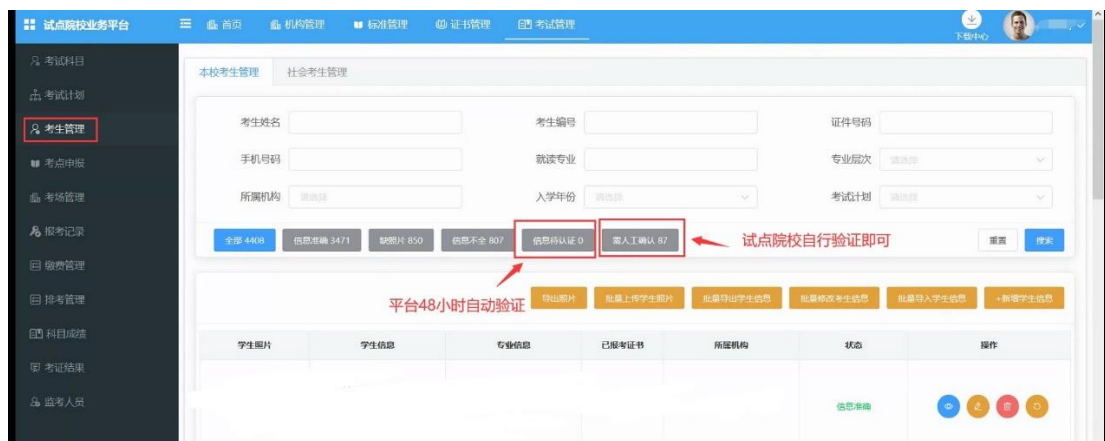 试点院校业务平台 首页 机构管理 标准管理 证书管理 考试管理 下载中心
考试科目
考试计划
考生管理
考点申报
考场管理
报考记录
缴费管理
排考管理
科目成绩
考证结果
监考人员
本校考生管理 社会考生管理
考生姓名 考生编号 证件号码
手机号码 就读专业 专业层次 请选择
所属机构 请选择 入学年份 请选择 考试计划 请选择
全部 4408 信息准确 3471 缺照片 850 信息不全 807 信息待认证 0 需人工确认 87 试点院校自行验证即可 重置 搜索
平台48小时自动验证 导出照片 批量上传学生照片 批量导出学生信息 批量修改考生信息 批量导入学生信息 +新增学生信息
学生照片 学生信息 专业信息 已报考证书 所属机构 状态 操作
信息准确